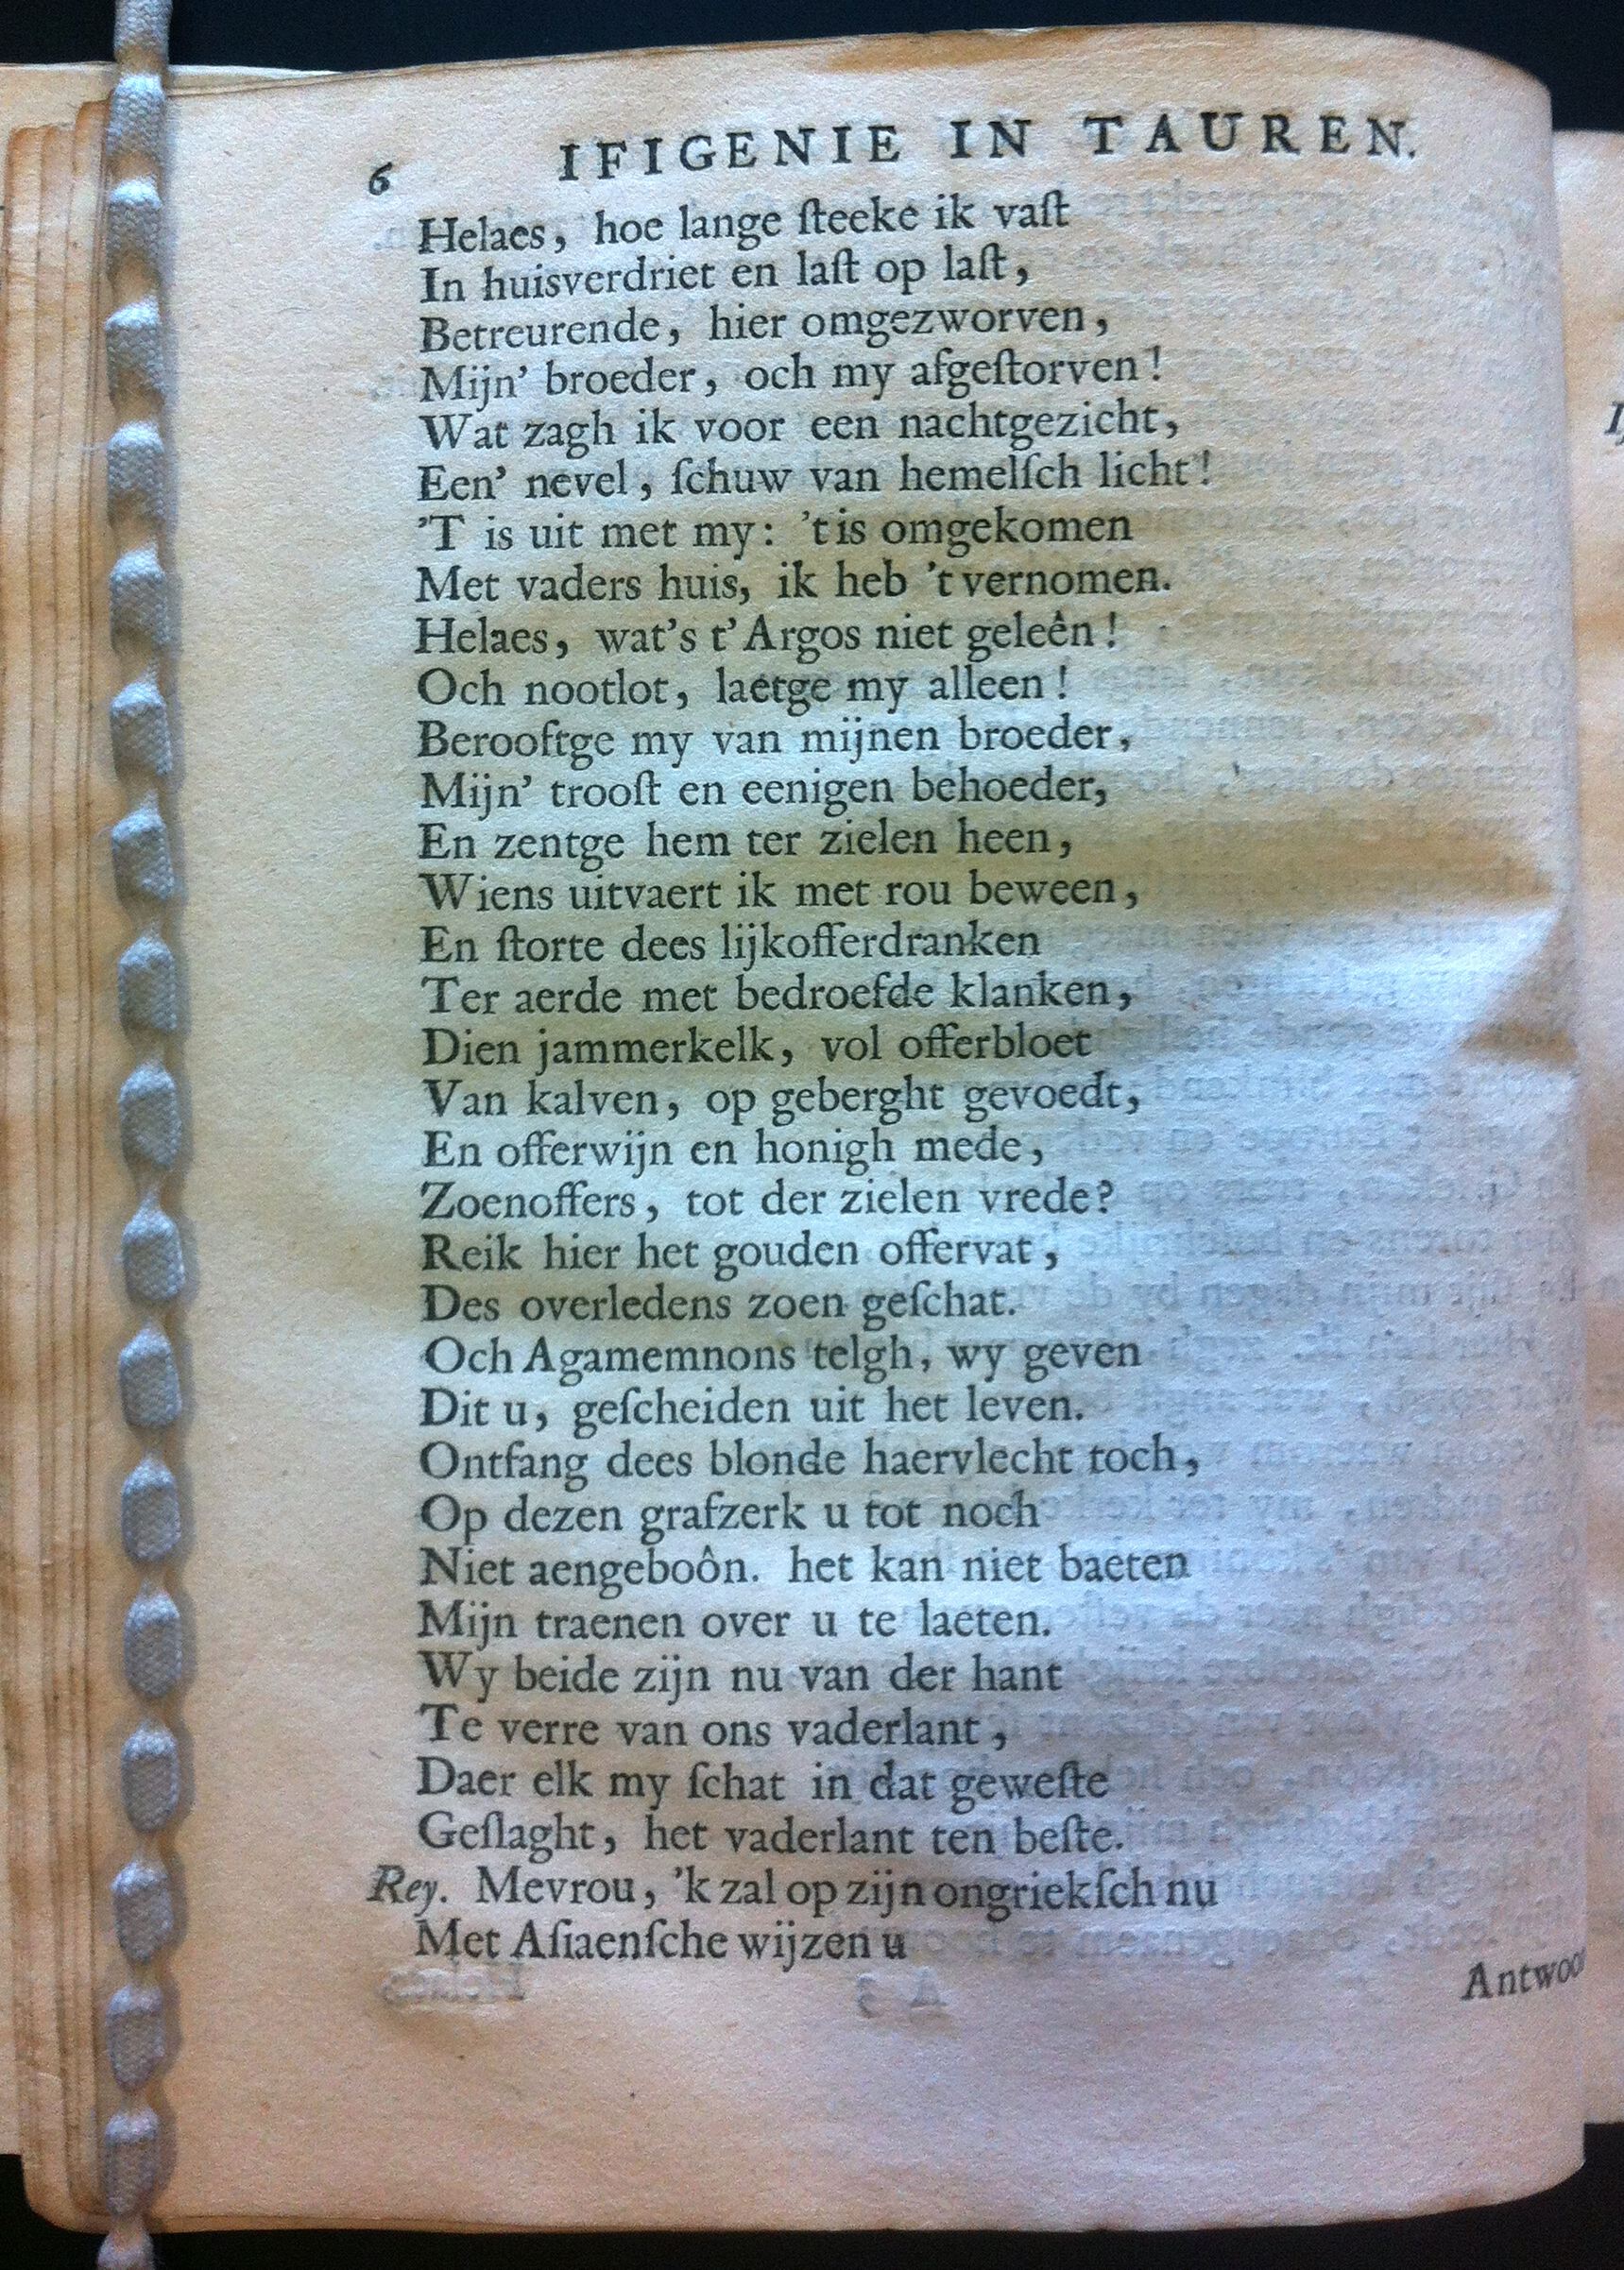 6 IFIGENIE IN TAUREN.
Helaes, hoe lange ſteeke ik vaſt
In huisverdriet en laſt op laſt,
Betreurende, hier omgezworven,
Mijn' broeder, och my afgeſtorven!
Wat zagh ik voor een nachtgezicht,
Een' nevel, ſchuw van hemelſch licht!
'T is uit met my: 't is omgekomen
Met vaders huis, ik heb 't vernomen.
Helaes, wat's t'Argos niet geleên!
Och nootlot, laetge my alleen!
Berooftge my van mijnen broeder,
Mijn' trooſt en eenigen behoeder,
En zentge hem ter zielen heen,
Wiens uitvaert ik met rou beween,
En ſtorte dees lijkofferdranken
Ter aerde met bedroefde klanken,
Dien jammerkelk, vol offerbloet
Van kalven, op geberght gevoedt,
En offerwijn en honigh mede,
Zoenoffers, tot der zielen vrede?
Reik hier het gouden offervat,
Des overledens zoen geſchat.
Och Agamemnons telgh, wy geven
Dit u, geſcheiden uit het leven.
Ontfang dees blonde haervlecht toch,
Op dezen grafzerk u tot noch
Niet aengeboôn. het kan niet baeten
Mijn traenen over u te laeten.
Wy beide zijn nu van der hant
Te verre van ons vaderlant,
Daer elk my ſchat in dat geweſte
Geſlaght, het vaderlant ten beſte.
Rey. Mevrou, 'k zal op zijn ongriekſch nu
Met Aſiaenſche wijzen u
Antwoo